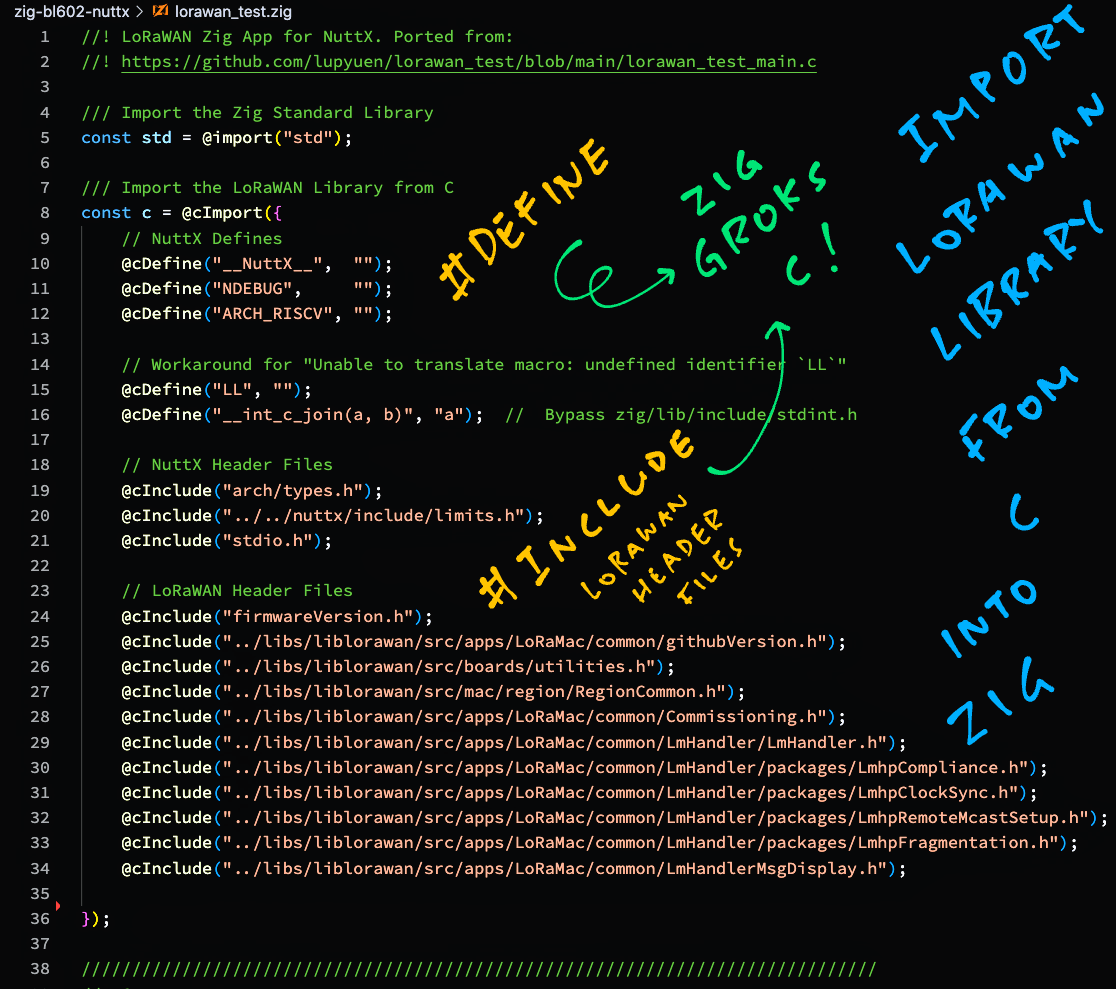 zig-bl602-nuttx > lorawan_test.zig
1 //! LoRaWAN Zig App for NuttX. Ported from:
2 //! https://github.com/lupyuen/lorawan_test/blob/main/lorawan_test_main.c
3
4 /// Import the Zig Standard Library
5 const std = @import("std");
6
7 /// Import the LoRaWAN Library from C
8 const c = @cImport({
9 // NuttX Defines
10 @cDefine("__NuttX__", "");
11 @cDefine("NDEBUG", "");
12 @cDefine("ARCH_RISCV", "");
13
14 // Workaround for "Unable to translate macro: undefined identifier `LL`"
15 @cDefine("LL", "");
16 @cDefine("__int_c_join(a, b)", "a"); // Bypass zig/lib/include/stdint.h
17
18 // NuttX Header Files
19 @cInclude("arch/types.h");
20 @cInclude("../../nuttx/include/limits.h");
21 @cInclude("stdio.h");
22
23 // LoRaWAN Header Files
24 @cInclude("firmwareVersion.h");
25 @cInclude("../libs/liblorawan/src/apps/LoRaMac/common/githubVersion.h");
26 @cInclude("../libs/liblorawan/src/boards/utilities.h");
27 @cInclude("../libs/liblorawan/src/mac/region/RegionCommon.h");
28 @cInclude("../libs/liblorawan/src/apps/LoRaMac/common/Commissioning.h");
29 @cInclude("../libs/liblorawan/src/apps/LoRaMac/common/LmHandler/LmHandler.h");
30 @cInclude("../libs/liblorawan/src/apps/LoRaMac/common/LmHandler/packages/LmhpCompliance.h");
31 @cInclude("../libs/liblorawan/src/apps/LoRaMac/common/LmHandler/packages/LmhpClockSync.h");
32 @cInclude("../libs/liblorawan/src/apps/LoRaMac/common/LmHandler/packages/LmhpRemoteMcastSetup.h");
33 @cInclude("../libs/liblorawan/src/apps/LoRaMac/common/LmHandler/packages/LmhpFragmentation.h");
34 @cInclude("../libs/liblorawan/src/apps/LoRaMac/common/LmHandlerMsgDisplay.h");
35
36 });
37
38 ///////////////////////////////////////////////////////////////////////////////
#DEFINE
ZIG
GROKS
C!
#INCLUDE
LORAWAN
HEADER
FILES
IMPORT
LORAWAN
LIBRARY
FROM
C
INTO
ZIG